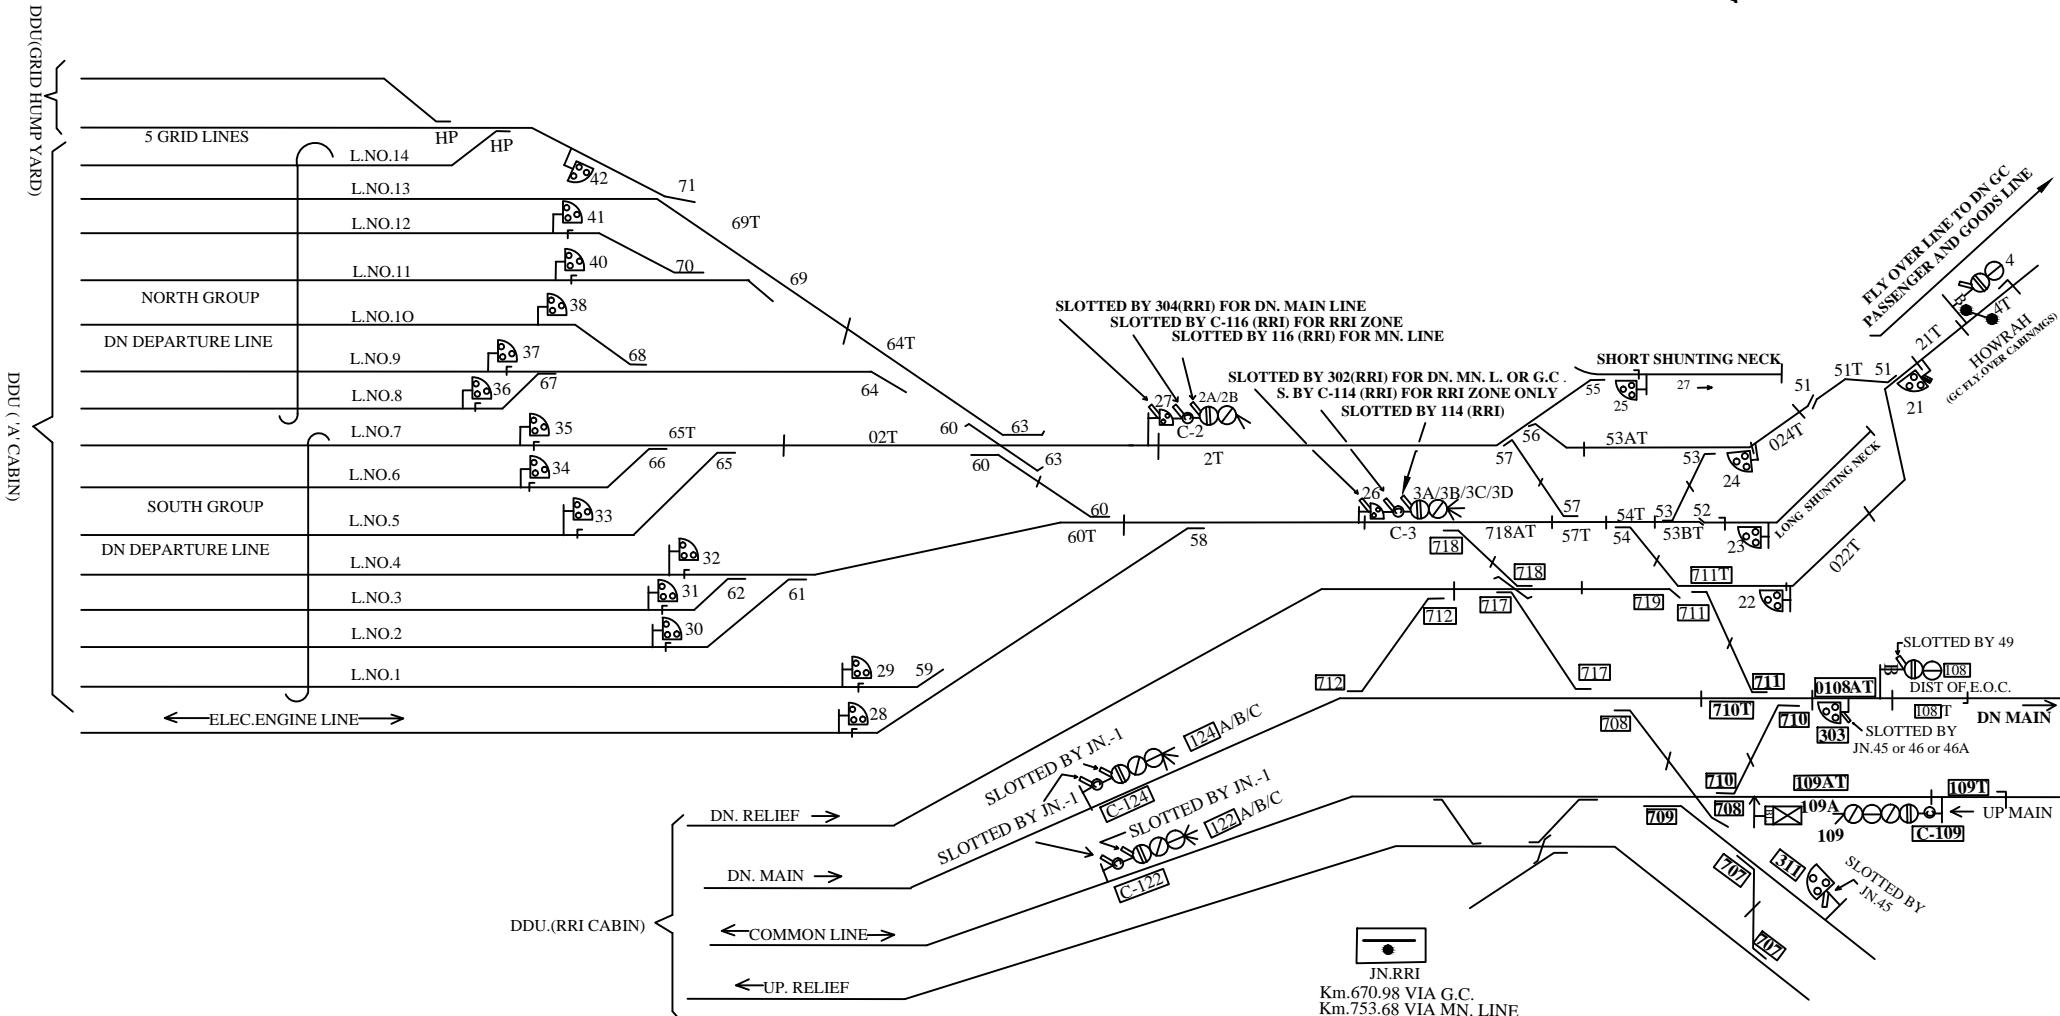 DDU(GRID HUMP YARD)
DDU ('A' CABIN)
5 GRID LINES
HP
HP
L.NO.14
L.NO.13
L.NO.12
L.NO.11
NORTH GROUP
L.NO.1O
DN DEPARTURE LINE
L.NO.9
L.NO.8
L.NO.7
L.NO.6
SOUTH GROUP
L.NO.5
DN DEPARTURE LINE
L.NO.4
L.NO.3
L.NO.2
L.NO.1
ELEC.ENGINE LINE
42
41
40
38
37
36
35
34
33
32
31
30
29
28
71
70
69T
69
68
67
64T
64
65T
66
65
02T
62
61
59
60
63
63
60
60
60T
58
SLOTTED BY 304(RRI) FOR DN. MAIN LINE
SLOTTED BY C-116 (RRI) FOR RRI ZONE
SLOTTED BY 116 (RRI) FOR MN. LINE
27
2A/2B
C-2
2T
SLOTTED BY 302(RRI) FOR DN. MN. L. OR G.C .
S. BY C-114 (RRI) FOR RRI ZONE ONLY
SLOTTED BY 114 (RRI)
26
3A/3B/3C/3D
C-3
SHORT SHUNTING NECK
27
55
25
56
53AT
57
57
53
24
024T
51
51T
51
21
21T
4T
4
B
FLY OVER LINE TO DN GC
PASSENGER AND GOODS LINE
HOWRAH
(GC FLY.OVER CABIN/MGS)
LONG SHUNTING NECK
718AT
57T
54T
54
53
53BT
52
23
022T
718
718
717
712
719
711
711T
22
712
717
711
0108AT
SLOTTED BY 49
108
B
DIST OF E.O.C.
108T
DN MAIN
710T
710
303
SLOTTED BY
JN.45 or 46 or 46A
708
710
109AT
109T
708
109A
109
C-109
UP MAIN
709
707
707
311
SLOTTED BY
JN.45
SLOTTED BY JN.-1
124A/B/C
SLOTTED BY JN.-1
C-124
SLOTTED BY JN.-1
122A/B/C
C-122
DN. RELIEF
DN. MAIN
DDU.(RRI CABIN)
COMMON LINE
UP. RELIEF
JN.RRI
Km.670.98 VIA G.C.
Km.753.68 VIA MN. LINE